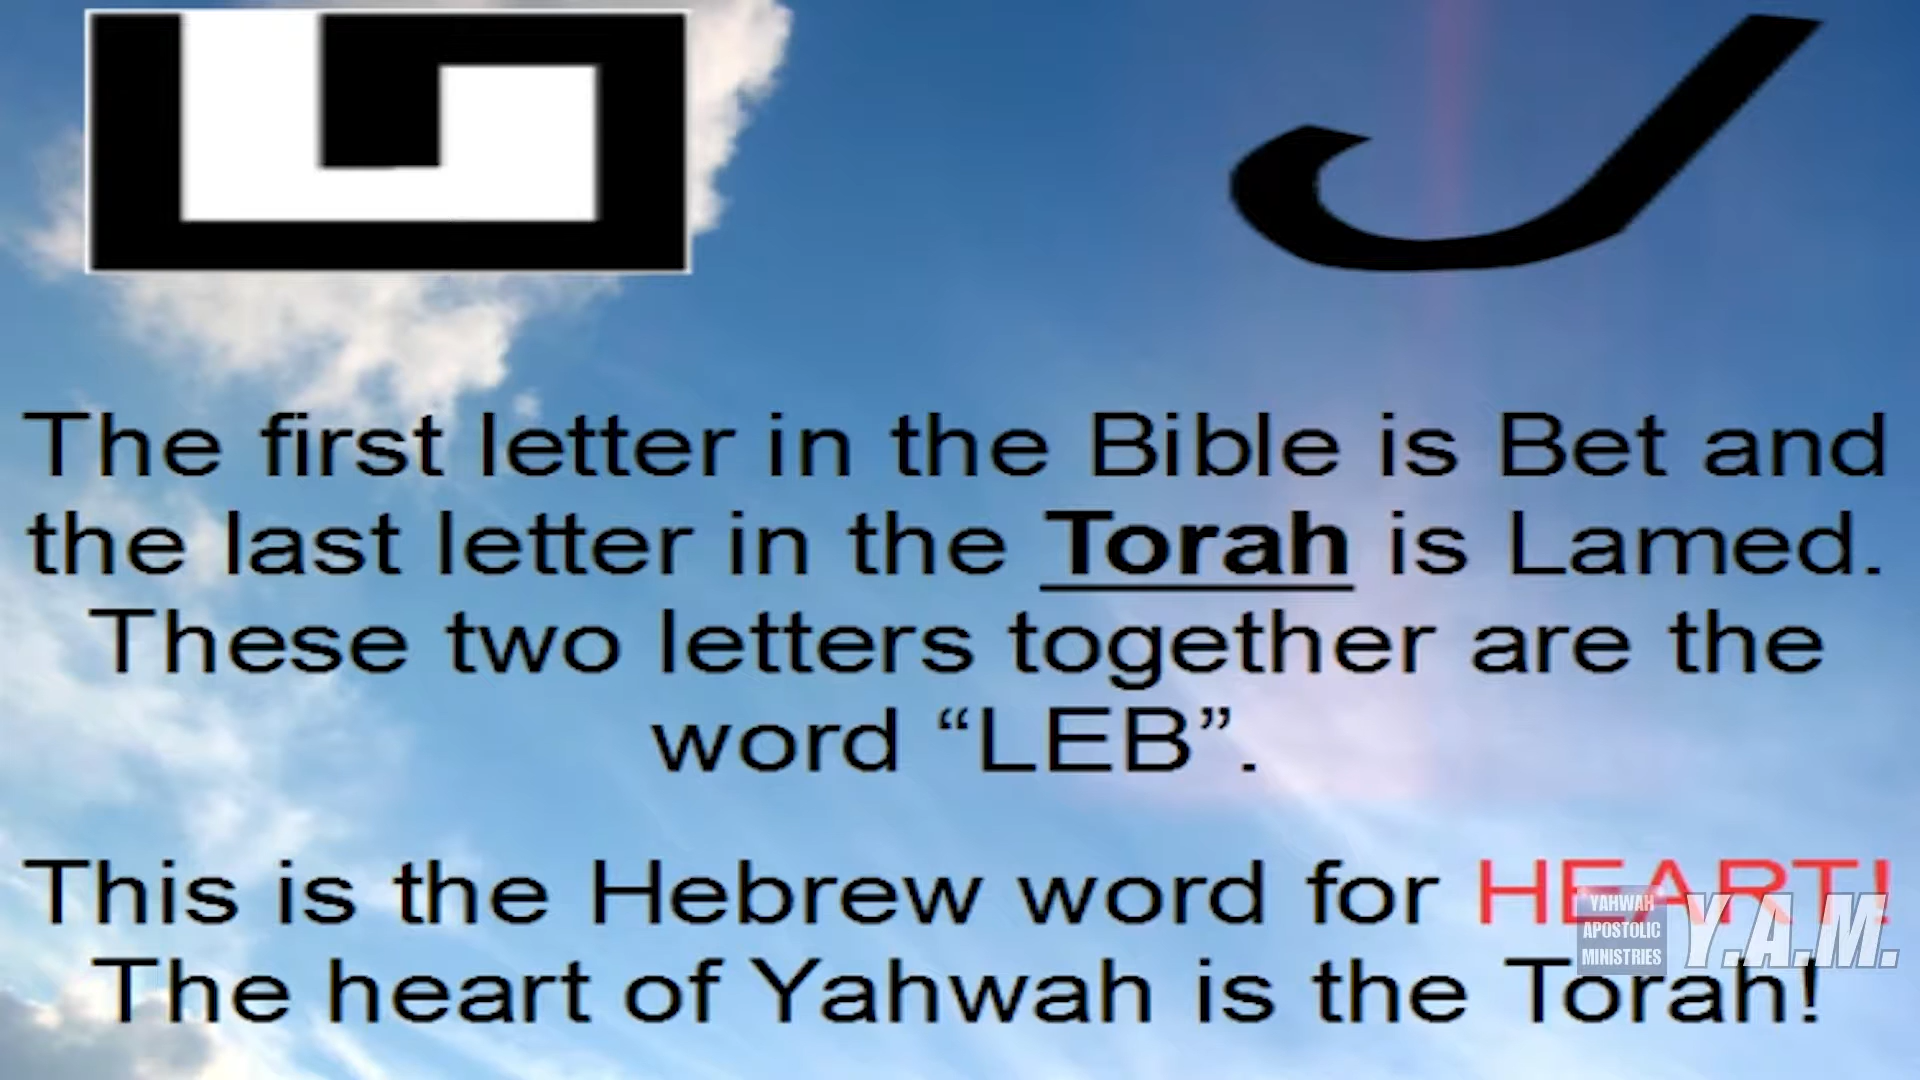 The first letter in the Bible is Bet and
the last letter in the Torah is Lamed.
These two letters together are the
word “LEB”.
This is the Hebrew word for HEART!
The heart of Yahwah is the Torah!
YAHWAH
APOSTOLIC
MINISTRIES
Y.A.M.